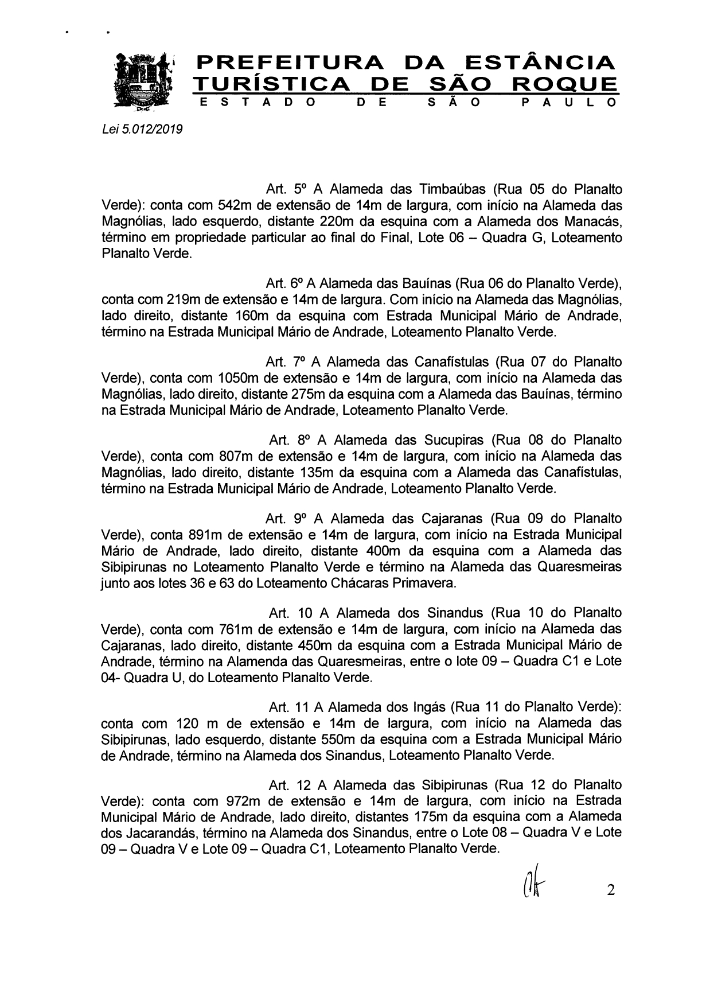 PREFEITURA DA ESTÂNCIA
TURÍSTICA DE SÃO ROQUE
ESTADO DE SÃO PAULO
Lei 5.012/2019
Art. 5º A Alameda das Timbaúbas (Rua 05 do Planalto
Verde): conta com 542m de extensão de 14m de largura, com início na Alameda das
Magnólias, lado esquerdo, distante 220m da esquina com a Alameda dos Manacás,
término em propriedade particular ao final do Final, Lote 06 – Quadra G, Loteamento
Planalto Verde.
Art. 6º A Alameda das Bauínas (Rua 06 do Planalto Verde),
conta com 219m de extensão e 14m de largura. Com início na Alameda das Magnólias,
lado direito, distante 160m da esquina com Estrada Municipal Mário de Andrade,
término na Estrada Municipal Mário de Andrade, Loteamento Planalto Verde.
Art. 7º A Alameda das Canafístulas (Rua 07 do Planalto
Verde), conta com 1050m de extensão e 14m de largura, com início na Alameda das
Magnólias, lado direito, distante 275m da esquina com a Alameda das Bauínas, término
na Estrada Municipal Mário de Andrade, Loteamento Planalto Verde.
Art. 8º A Alameda das Sucupiras (Rua 08 do Planalto
Verde), conta com 807m de extensão e 14m de largura, com início na Alameda das
Magnólias, lado direito, distante 135m da esquina com a Alameda das Canafístulas,
término na Estrada Municipal Mário de Andrade, Loteamento Planalto Verde.
Art. 9º A Alameda das Cajaranas (Rua 09 do Planalto
Verde), conta 891m de extensão e 14m de largura, com início na Estrada Municipal
Mário de Andrade, lado direito, distante 400m da esquina com a Alameda das
Sibipirunas no Loteamento Planalto Verde e término na Alameda das Quaresmeiras
junto aos lotes 36 e 63 do Loteamento Chácaras Primavera.
Art. 10 A Alameda dos Sinandus (Rua 10 do Planalto
Verde), conta com 761m de extensão e 14m de largura, com início na Alameda das
Cajaranas, lado direito, distante 450m da esquina com a Estrada Municipal Mário de
Andrade, término na Alamenda das Quaresmeiras, entre o lote 09 – Quadra C1 e Lote
04- Quadra U, do Loteamento Planalto Verde.
Art. 11 A Alameda dos Ingás (Rua 11 do Planalto Verde):
conta com 120 m de extensão e 14m de largura, com início na Alameda das
Sibipirunas, lado esquerdo, distante 550m da esquina com a Estrada Municipal Mário
de Andrade, término na Alameda dos Sinandus, Loteamento Planalto Verde.
Art. 12 A Alameda das Sibipirunas (Rua 12 do Planalto
Verde): conta com 972m de extensão e 14m de largura, com início na Estrada
Municipal Mário de Andrade, lado direito, distantes 175m da esquina com a Alameda
dos Jacarandás, término na Alameda dos Sinandus, entre o Lote 08 – Quadra V e Lote
09 – Quadra V e Lote 09 – Quadra C1, Loteamento Planalto Verde.
2